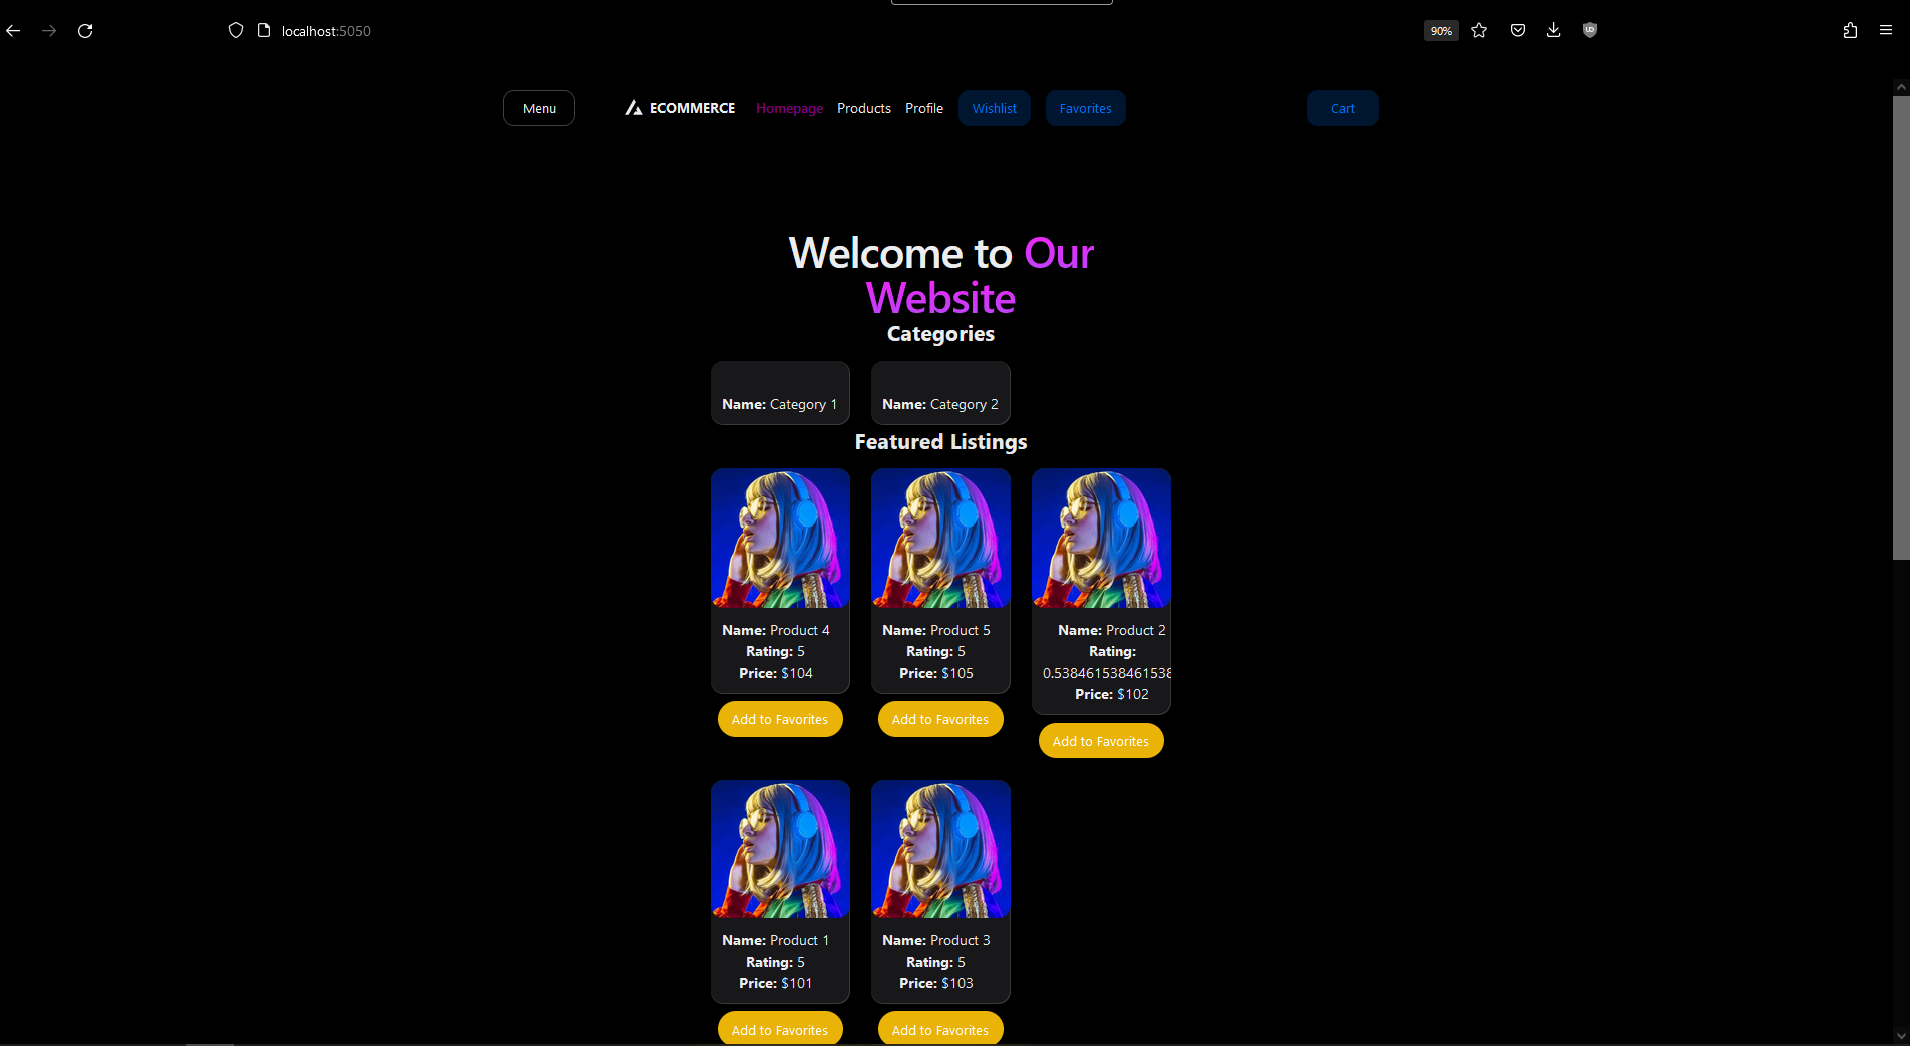 localhost:5050
90%
Menu
ECOMMERCE Homepage Products Profile Wishlist Favorites Cart
Welcome to Our
Website
Categories
Name: Category 1
Name: Category 2
Featured Listings
Name: Product 4
Rating: 5
Price: $104
Add to Favorites
Name: Product 5
Rating: 5
Price: $105
Add to Favorites
Name: Product 2
Rating:
0.538461538461538
Price: $102
Add to Favorites
Name: Product 1
Rating: 5
Price: $101
Add to Favorites
Name: Product 3
Rating: 5
Price: $103
Add to Favorites